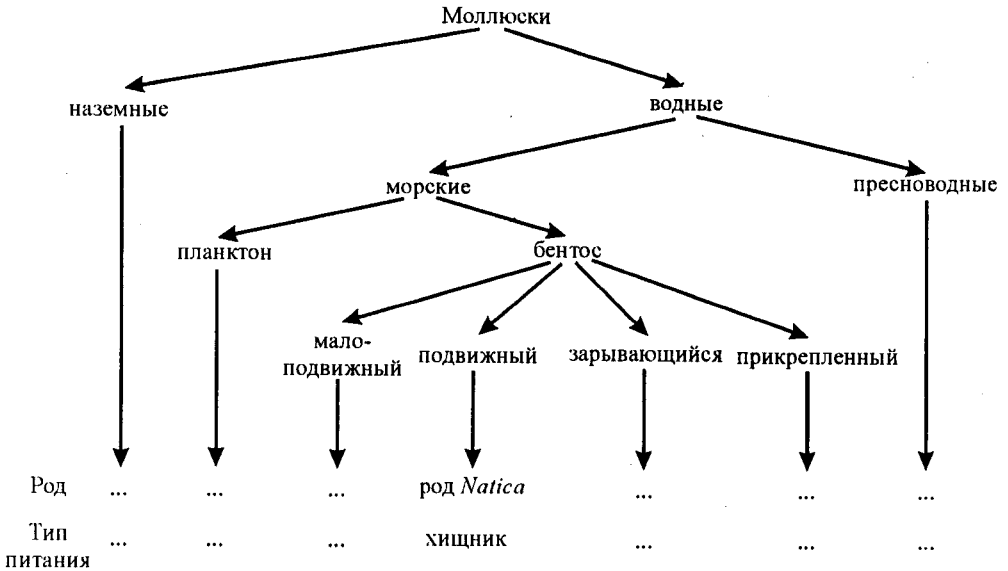 Моллюски
наземные
водные
морские
пресноводные
планктон
бентос
мало-
подвижный
подвижный
зарывающийся
прикрепленный
Род ... ... ... род Natica ... ... ...
Тип
питания ... ... ... хищник ... ... ...